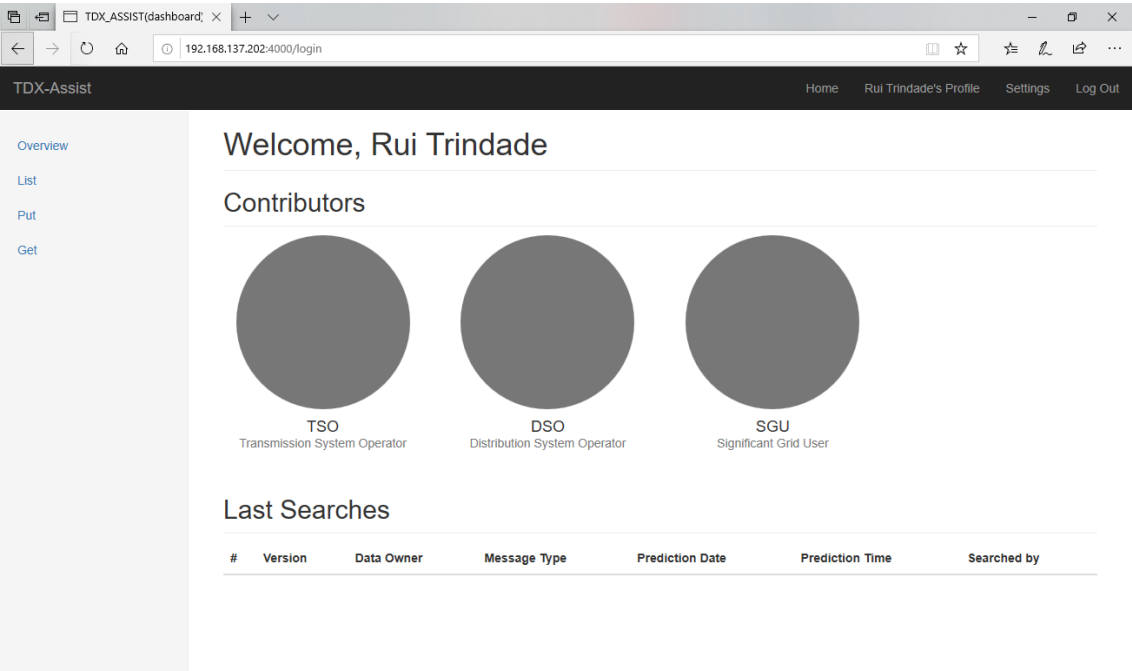 TDX_ASSIST(dashboard)
192.168.137.202:4000/login
TDX-Assist Home Rui Trindade's Profile Settings Log Out
Overview
List
Put
Get
Welcome, Rui Trindade
Contributors
TSO DSO SGU
Transmission System Operator Distribution System Operator Significant Grid User
Last Searches
# Version Data Owner Message Type Prediction Date Prediction Time Searched by